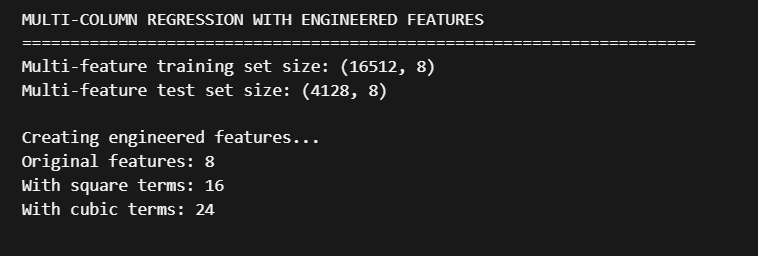 MULTI-COLUMN REGRESSION WITH ENGINEERED FEATURES
======================================================================
Multi-feature training set size: (16512, 8)
Multi-feature test set size: (4128, 8)
Creating engineered features...
Original features: 8
With square terms: 16
With cubic terms: 24